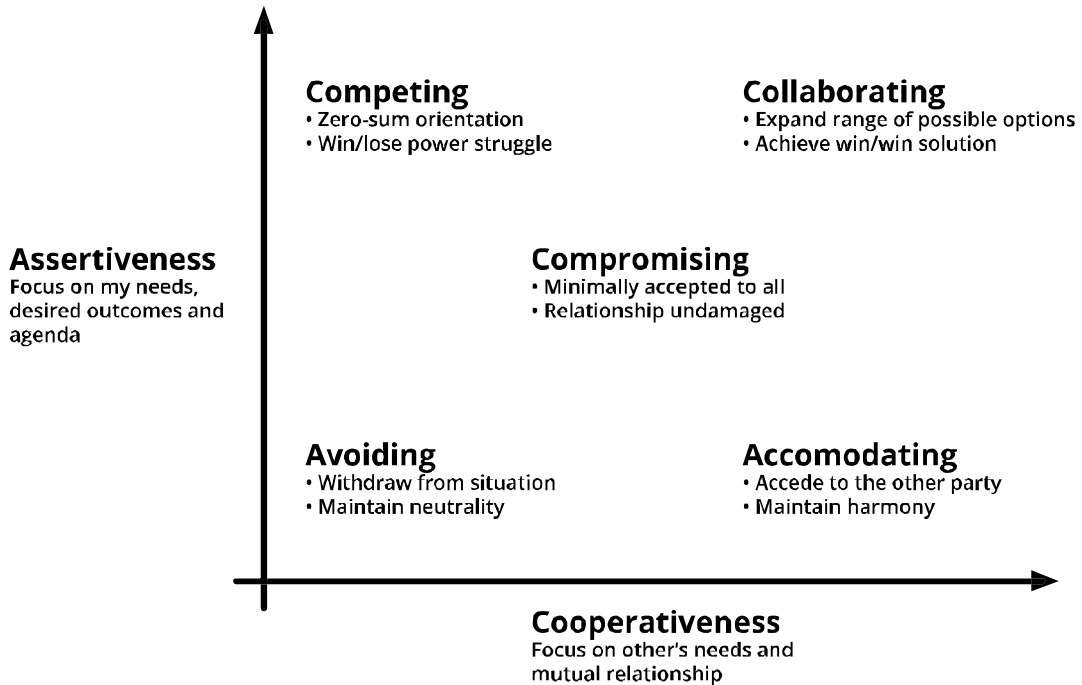 Competing
• Zero-sum orientation
• Win/lose power struggle
Collaborating
• Expand range of possible options
• Achieve win/win solution
Assertiveness
Focus on my needs,
desired outcomes and
agenda
Compromising
• Minimally accepted to all
• Relationship undamaged
Avoiding
• Withdraw from situation
• Maintain neutrality
Accomodating
• Accede to the other party
• Maintain harmony
Cooperativeness
Focus on other's needs and
mutual relationship